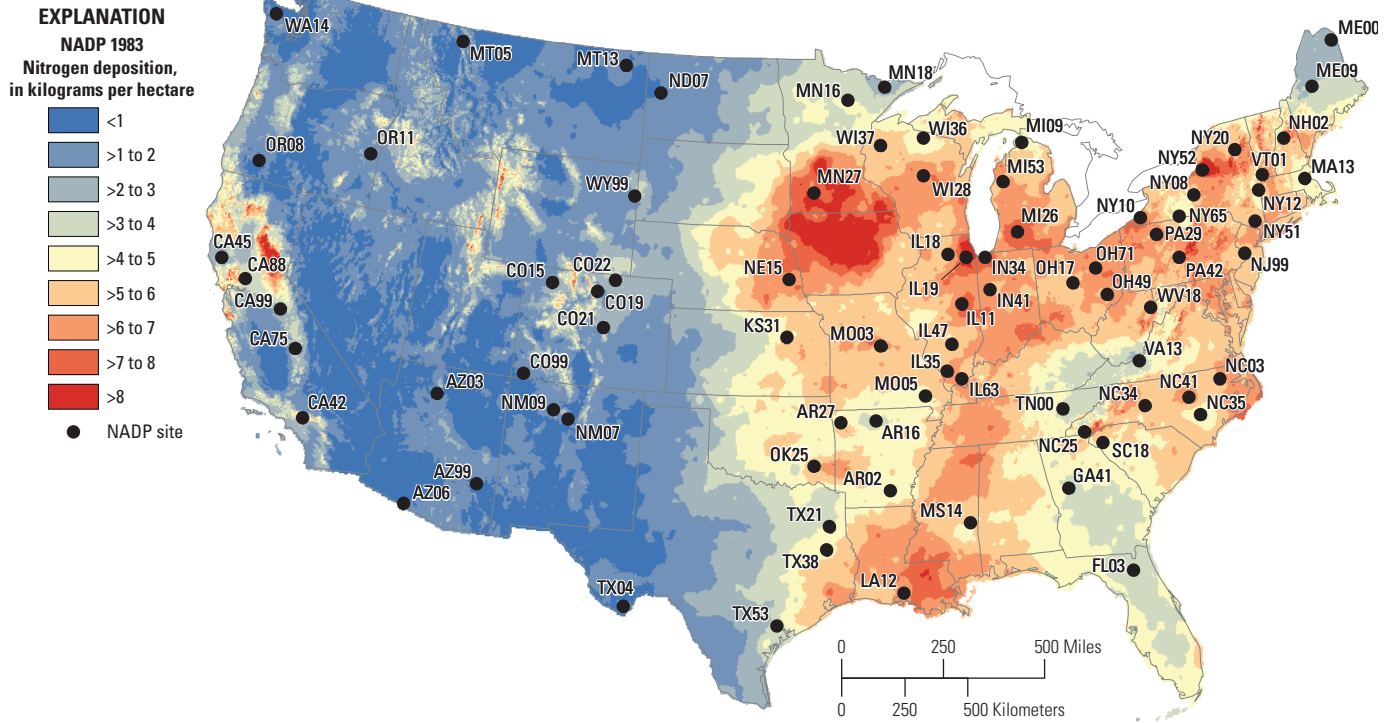 EXPLANATION
NADP 1983
Nitrogen deposition,
in kilograms per hectare
<1
>1 to 2
>2 to 3
>3 to 4
>4 to 5
>5 to 6
>6 to 7
>7 to 8
>8
NADP site
WA14
MT05
MT13
ND07
MN16
MN18
ME00
ME09
OR08
OR11
WI37
WI36
MI09
NY20
NH02
WY99
MN27
WI28
MI53
NY52
VT01
MA13
NY08
NY12
NY10
NY65
NY51
CA45
CA88
CA99
CA75
CA42
CO15
CO22
CO19
CO21
CO99
NE15
IL18
IL19
IN34
MI26
OH17
OH71
OH49
PA29
PA42
NJ99
IN41
IL11
WV18
KS31
MO03
IL47
IL35
IL63
MO05
VA13
AZ03
NM09
NM07
AR27
AR16
TN00
NC34
NC41
NC03
NC35
NC25
SC18
AZ99
AZ06
OK25
AR02
GA41
TX21
TX38
MS14
LA12
FL03
TX04
TX53
0 250 500 Miles
0 250 500 Kilometers